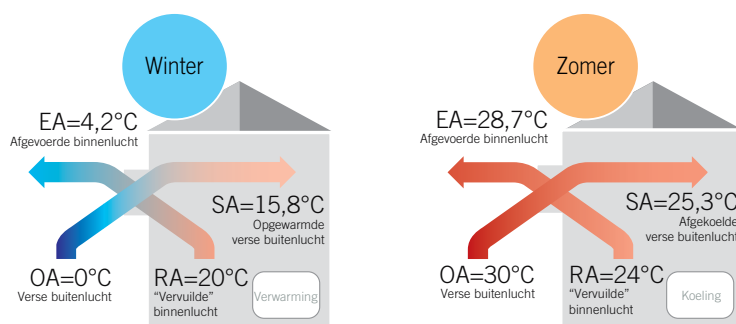 Winter
EA=4,2°C
Afgevoerde binnenlucht
SA=15,8°C
Opgewarmde
verse buitenlucht
OA=0°C
Verse buitenlucht
RA=20°C
"Vervuilde"
binnenlucht
Verwarming
Zomer
EA=28,7°C
Afgevoerde binnenlucht
SA=25,3°C
Afgekoelde
verse buitenlucht
OA=30°C
Verse buitenlucht
RA=24°C
"Vervuilde"
binnenlucht
Koeling